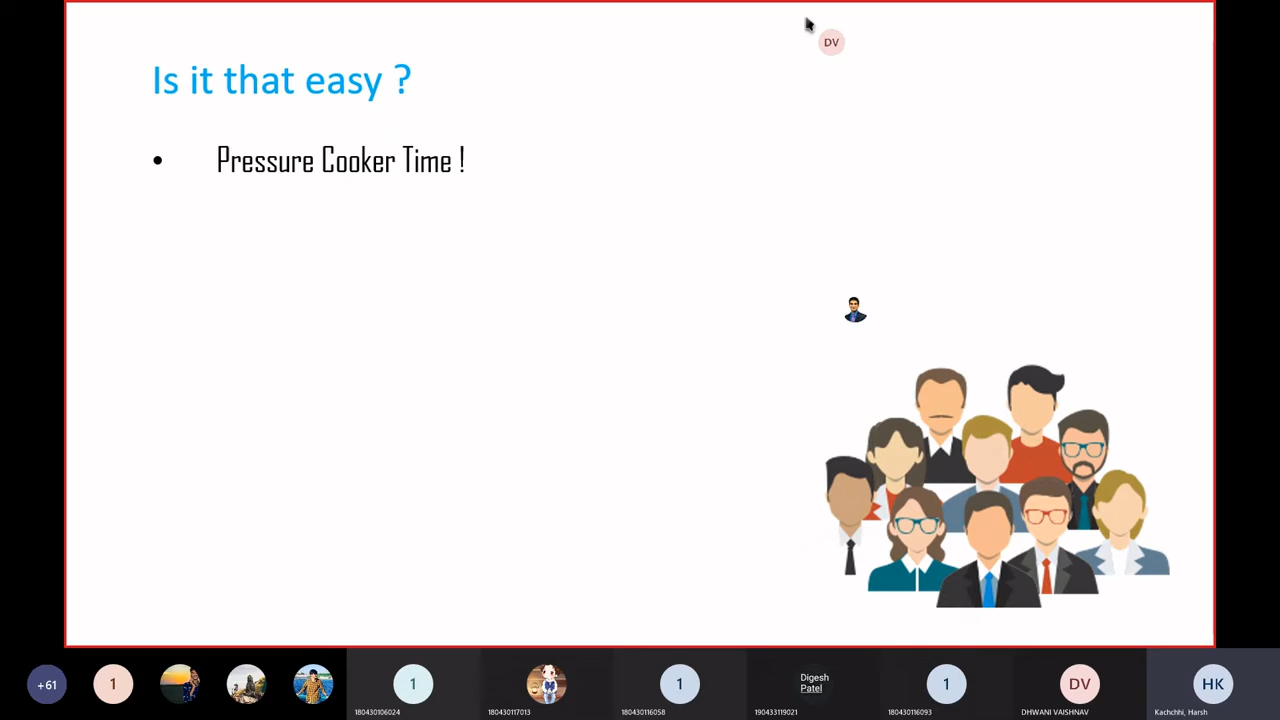 DV
Is it that easy ?
• Pressure Cooker Time !
+61
1
1
180430106024
180430117013
1
180430116058
Digesh
Patel
190433119021
1
180430116093
DV
DHWANI VAISHNAV
HK
Kachchhi, Harsh